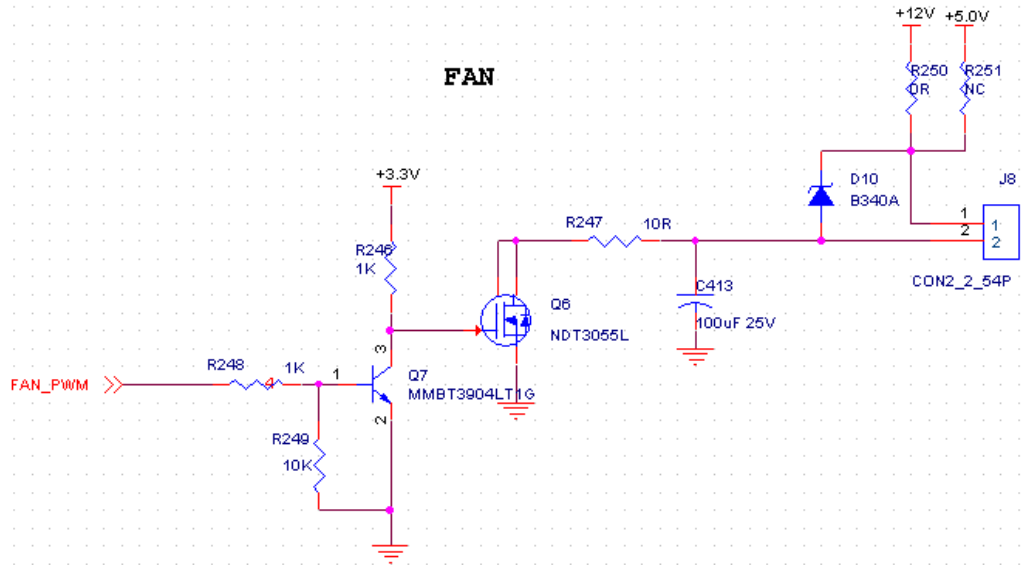 +12V
+5.0V
FAN
R250
0R
R251
NC
+3.3V
D10
B340A
J8
1
2
1
2
R247
10R
R246
1K
C413
100uF 25V
CON2_2_54P
Q6
NDT3055L
3
R248
1K
4
1
FAN_PWM
Q7
MMBT3904LT1G
2
R249
10K